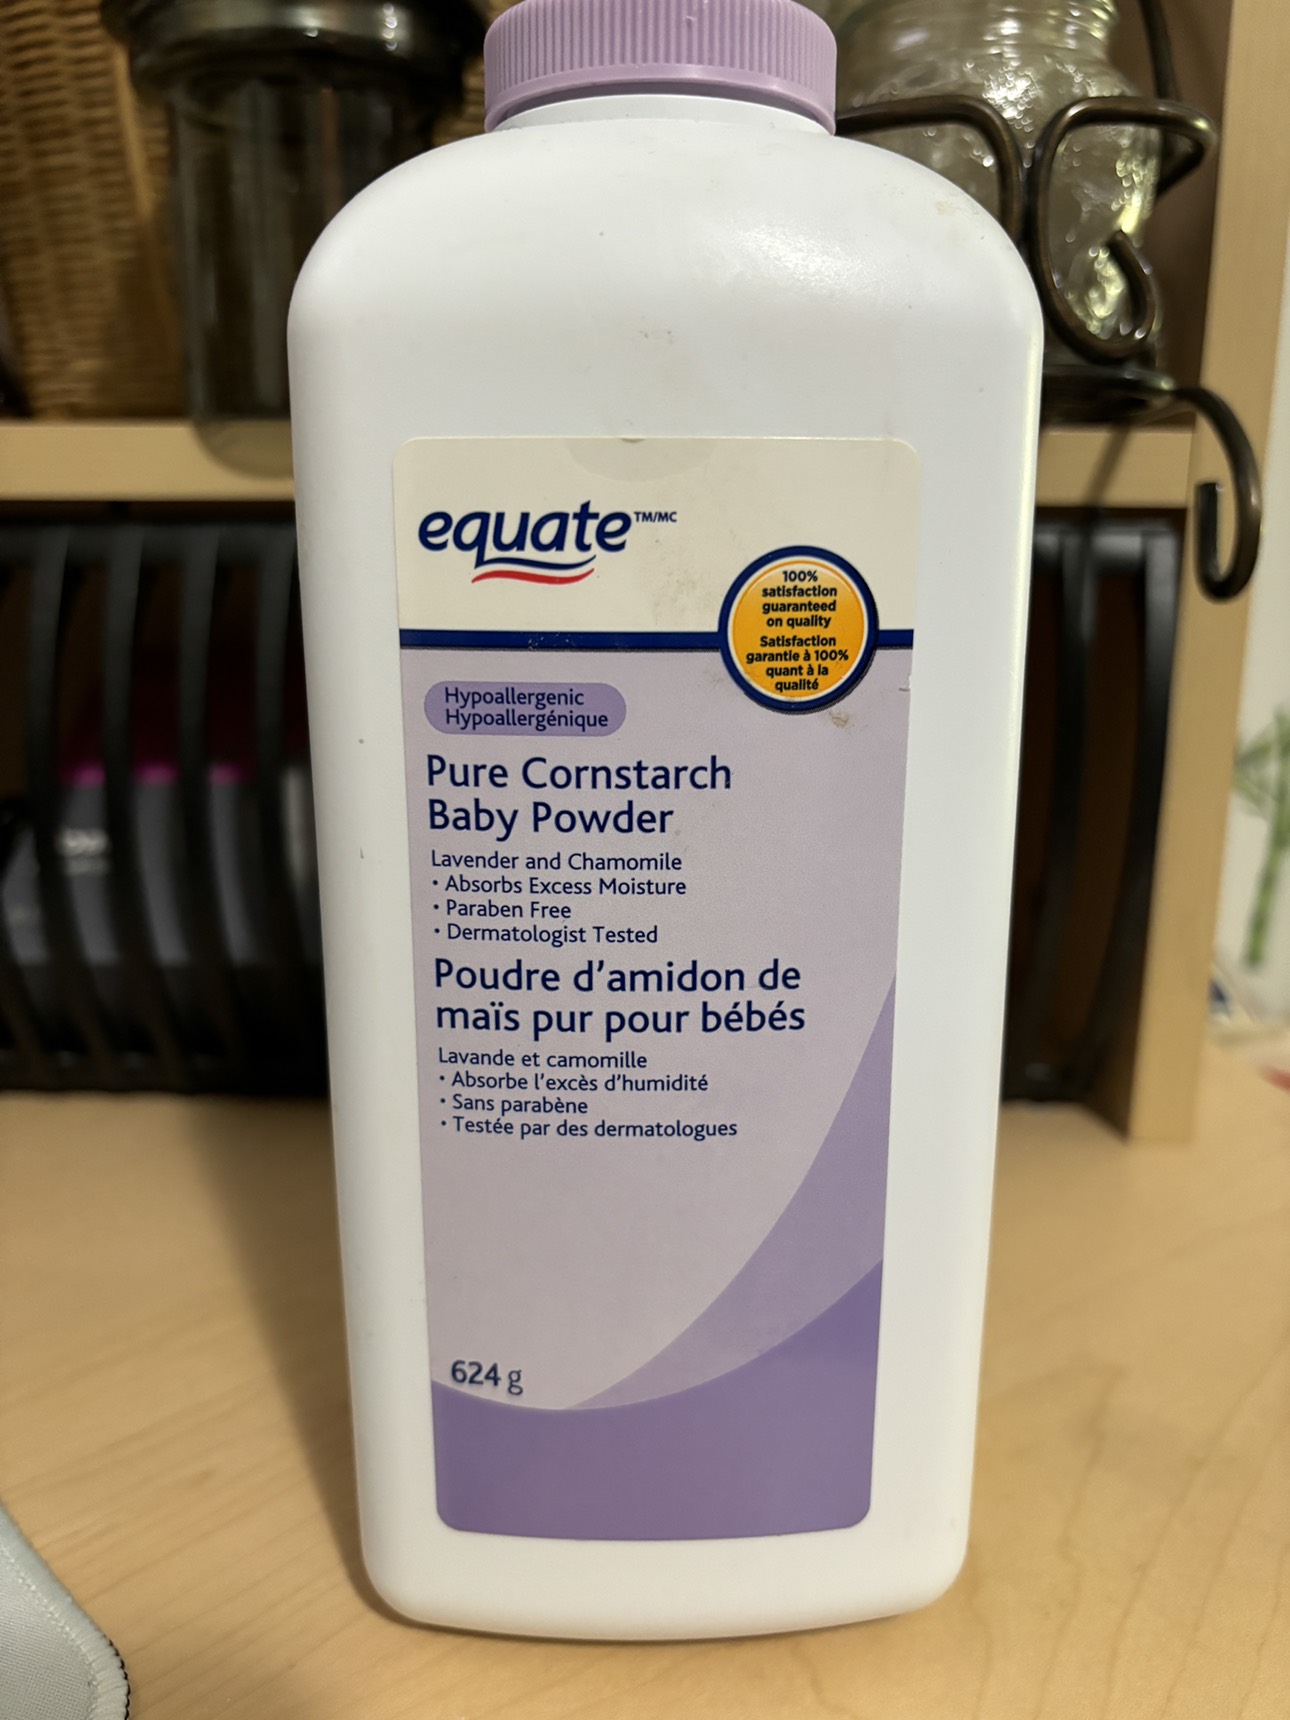 equate TM/MC
100%
satisfaction
guaranteed
on quality
Satisfaction
garantie à 100%
quant à la
qualité
Hypoallergenic
Hypoallergénique
Pure Cornstarch
Baby Powder
Lavender and Chamomile
• Absorbs Excess Moisture
• Paraben Free
• Dermatologist Tested
Poudre d'amidon de
maïs pur pour bébés
Lavande et camomille
• Absorbe l'excès d'humidité
• Sans parabène
• Testée par des dermatologues
624 g